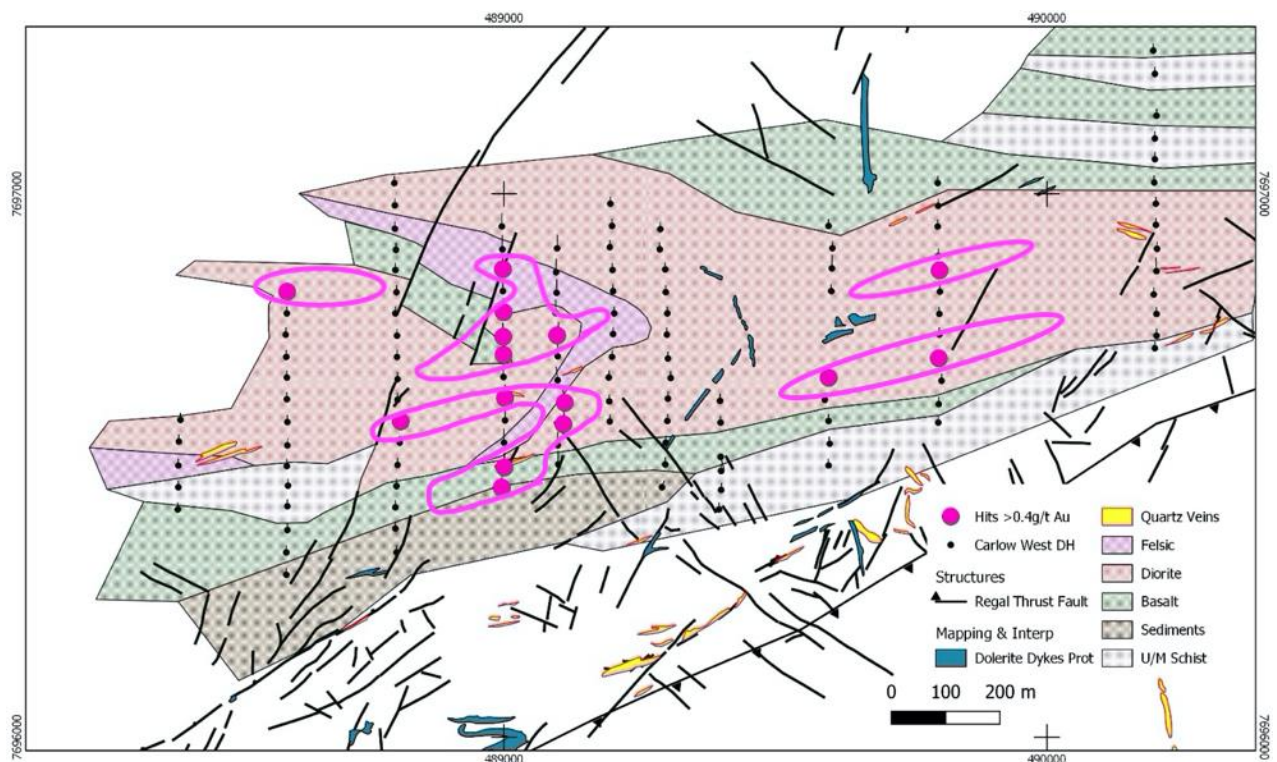 489000
490000
7697000
7697000
Hits >0.4g/t Au
Carlow West DH
Structures
Regal Thrust Fault
Mapping & Interp
Dolerite Dykes Prot
Quartz Veins
Felsic
Diorite
Basalt
Sediments
U/M Schist
0 100 200 m
7696000
7696000
489000
490000